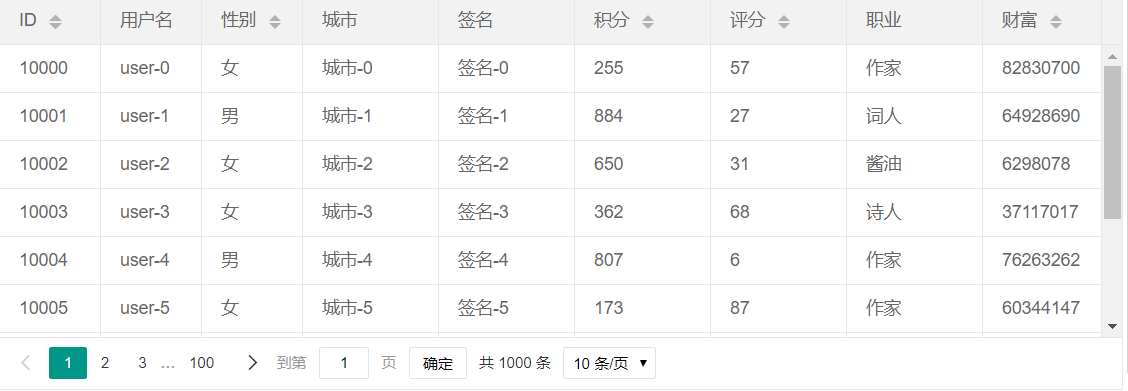 ID 用户名 性别 城市 签名 积分 评分 职业 财富
10000 user-0 女 城市-0 签名-0 255 57 作家 82830700
10001 user-1 男 城市-1 签名-1 884 27 词人 64928690
10002 user-2 女 城市-2 签名-2 650 31 酱油 6298078
10003 user-3 女 城市-3 签名-3 362 68 诗人 37117017
10004 user-4 男 城市-4 签名-4 807 6 作家 76263262
10005 user-5 女 城市-5 签名-5 173 87 作家 60344147
1 2 3 … 100 到第 1 页 确定 共 1000 条 10 条/页